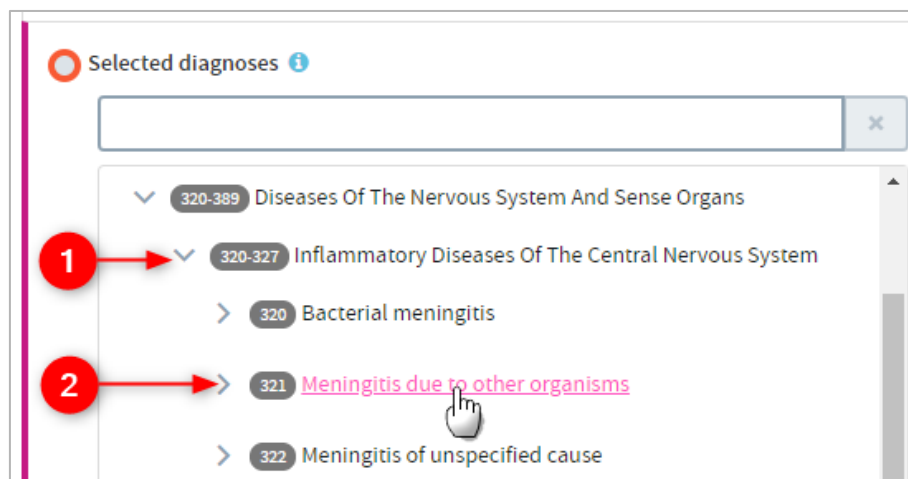 Selected diagnoses i
×
320-389 Diseases Of The Nervous System And Sense Organs
1 320-327 Inflammatory Diseases Of The Central Nervous System
320 Bacterial meningitis
2 321 Meningitis due to other organisms
322 Meningitis of unspecified cause